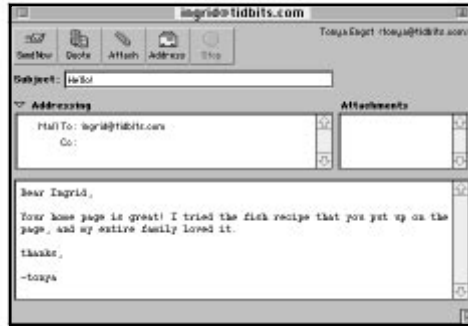 ingrid@tidbits.com
Tonya Engst <tonya@tidbits.com>
Send Now Quote Attach Address Stop
Subject: Hello!
Addressing Attachments
Mail To: ingrid@tidbits.com
Cc:
Dear Ingrid,
Your home page is great! I tried the fish recipe that you put up on the
page, and my entire family loved it.
thanks,
-tonya